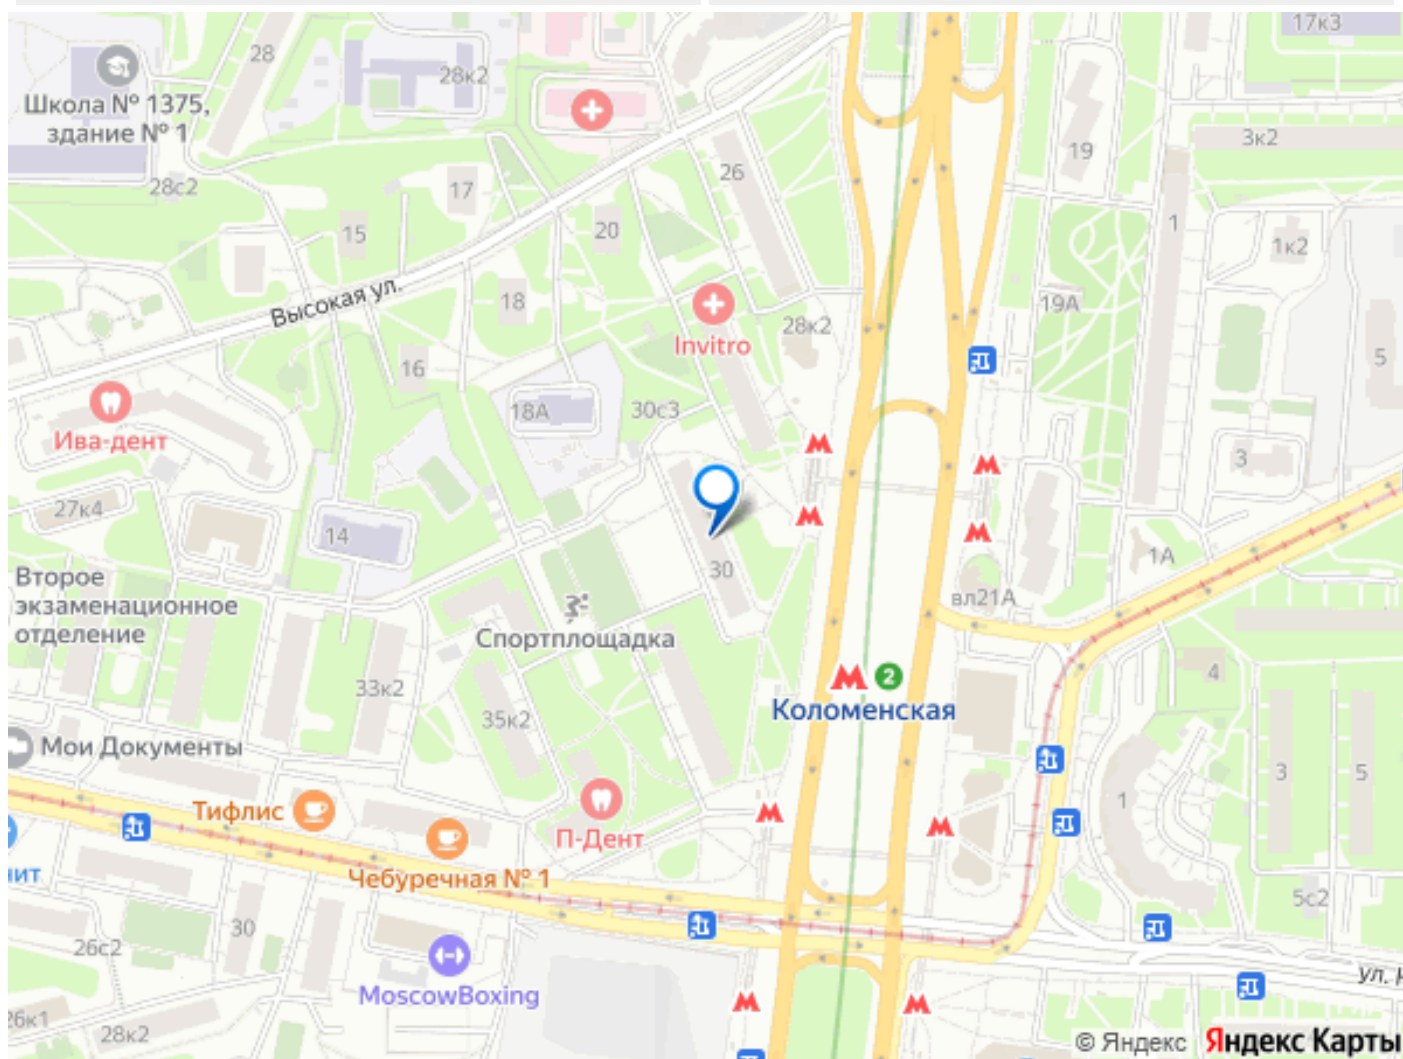 17к3
28
28к2
Школа № 1375,
здание № 1
3к2
19
26
28с2
17
20
15
1
1к2
Высокая ул.
18
19А
28к2
Invitro
5
16
18А
30с3
Ива-дент
3
27к4
14
1А
30
Второе
экзаменационное
отделение
вл21А
Спортплощадка
4
2
33к2
Коломенская
35к2
Мои Документы
3
5
1
Тифлис
П-Дент
нит
Чебуречная № 1
5с2
30
26с2
ул.
MoscowBoxing
26к1
28к2
© Яндекс Яндекс Карты